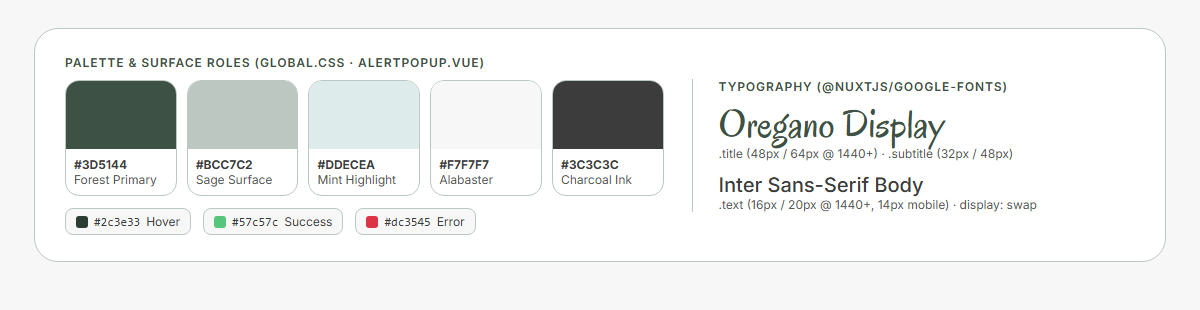 PALETTE & SURFACE ROLES (GLOBAL.CSS · ALERTPOPUP.VUE)
#3D5144
Forest Primary
#BCC7C2
Sage Surface
#DDECEA
Mint Highlight
#F7F7F7
Alabaster
#3C3C3C
Charcoal Ink
#2c3e33 Hover
#57c57c Success
#dc3545 Error
TYPOGRAPHY (@NUXTJS/GOOGLE-FONTS)
Oregano Display
.title (48px / 64px @ 1440+) · .subtitle (32px / 48px)
Inter Sans-Serif Body
.text (16px / 20px @ 1440+, 14px mobile) · display: swap